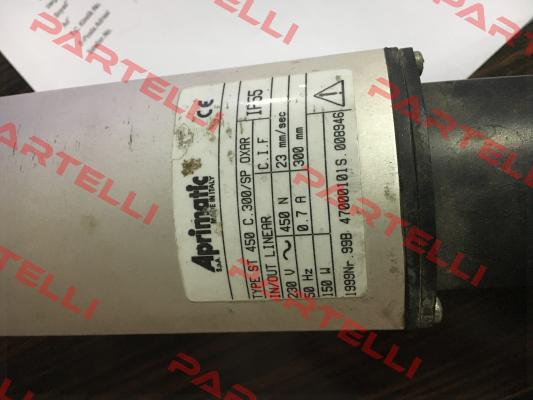 Aprimatic
S.p.A. MADE IN ITALY
CE
TYPE ST 450 C.300/SP OXAR IP55
IN/OUT LINEAR C.I.F
230 V ~ 450 N 23 mm/sec
50 Hz 0.7 A 300 mm
150 W
1999Nr.99B 47000101S 008946
PARTELLI
PARTELLI
PARTELLI
PARTELLI
PARTELLI
PARTELLI